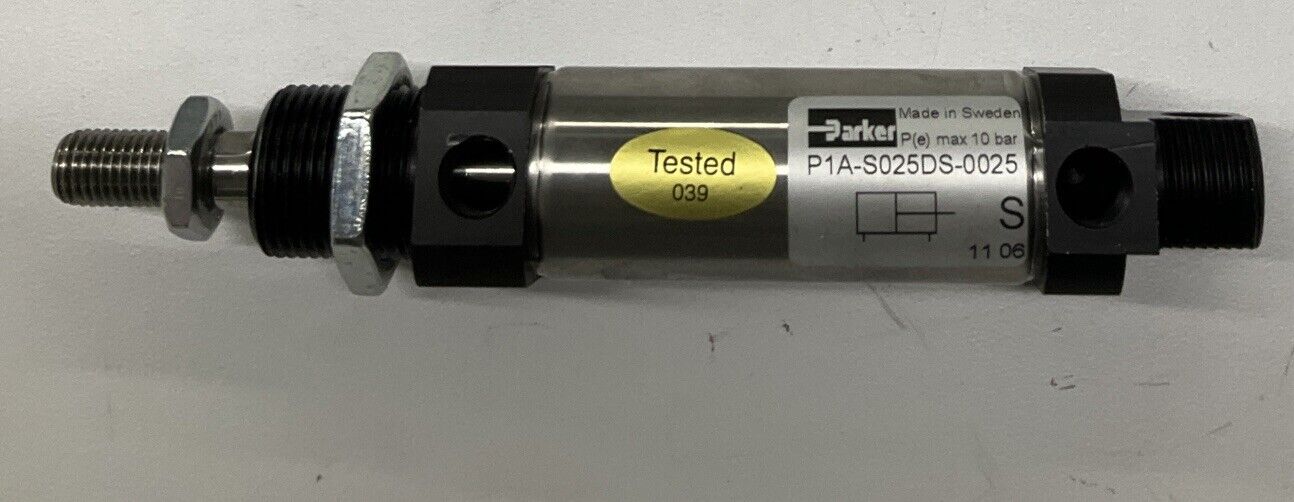 Tested
039
Parker
Made in Sweden
P(e) max 10 bar
P1A-S025DS-0025
S
11 06